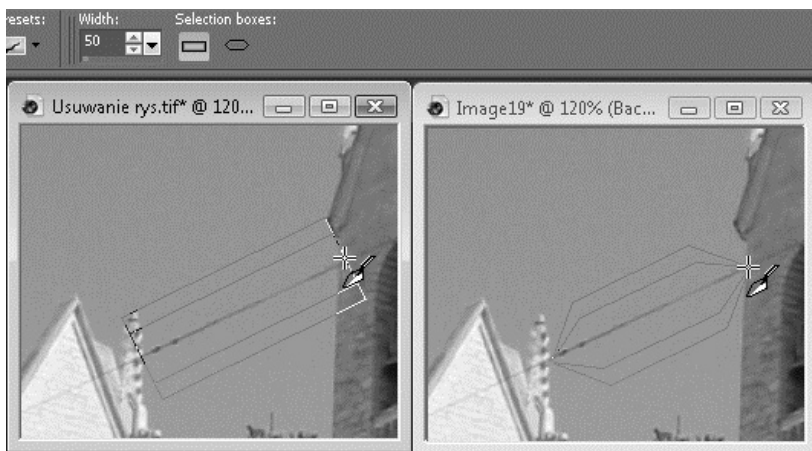 resets: Width: Selection boxes:
50
Usuwanie rys.tif* @ 120... Image19* @ 120% (Bac...